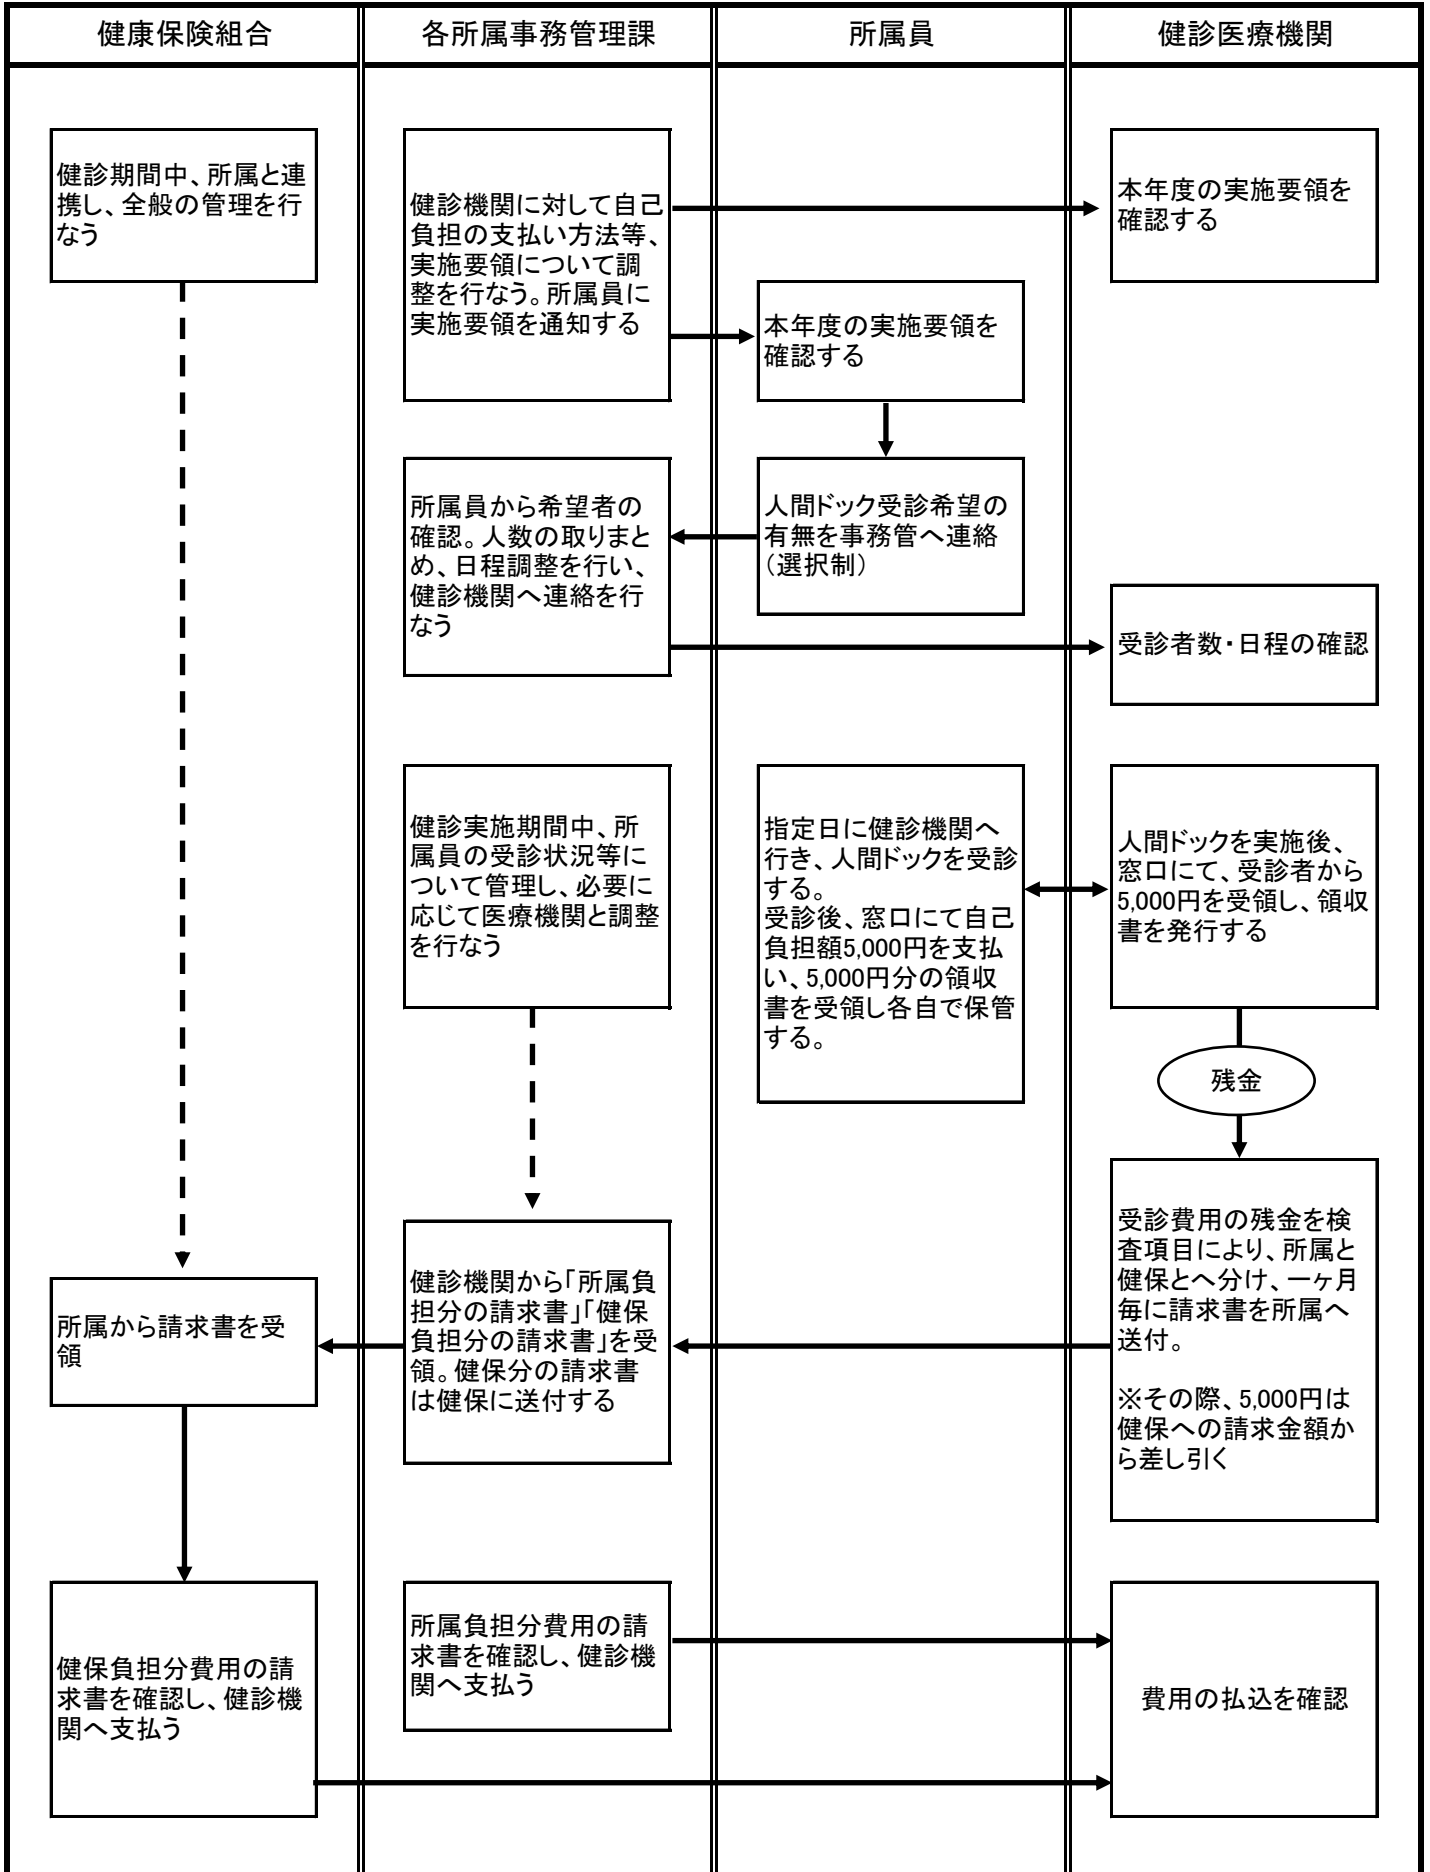 健康保険組合
各所属事務管理課
所属員
健診医療機関
健診期間中、所属と連
携し、全般の管理を行
なう
健診機関に対して自己
負担の支払い方法等、
実施要領について調
整を行なう。所属員に
実施要領を通知する
本年度の実施要領を
確認する
本年度の実施要領を
確認する
所属員から希望者の
確認。人数の取りまと
め、日程調整を行い、
健診機関へ連絡を行
なう
人間ドック受診希望の
有無を事務管へ連絡
（選択制）
受診者数・日程の確認
健診実施期間中、所
属員の受診状況等に
ついて管理し、必要に
応じて医療機関と調整
を行なう
指定日に健診機関へ
行き、人間ドックを受診
する。
受診後、窓口にて自己
負担額5,000円を支払
い、5,000円分の領収
書を受領し各自で保管
する。
人間ドックを実施後、
窓口にて、受診者から
5,000円を受領し、領収
書を発行する
残金
所属から請求書を受
領
健診機関から「所属負
担分の請求書」「健保
負担分の請求書」を受
領。健保分の請求書
は健保に送付する
受診費用の残金を検
査項目により、所属と
健保とへ分け、一ヶ月
毎に請求書を所属へ
送付。
※その際、5,000円は
健保への請求金額か
ら差し引く
健保負担分費用の請
求書を確認し、健診機
関へ支払う
所属負担分費用の請
求書を確認し、健診機
関へ支払う
費用の払込を確認